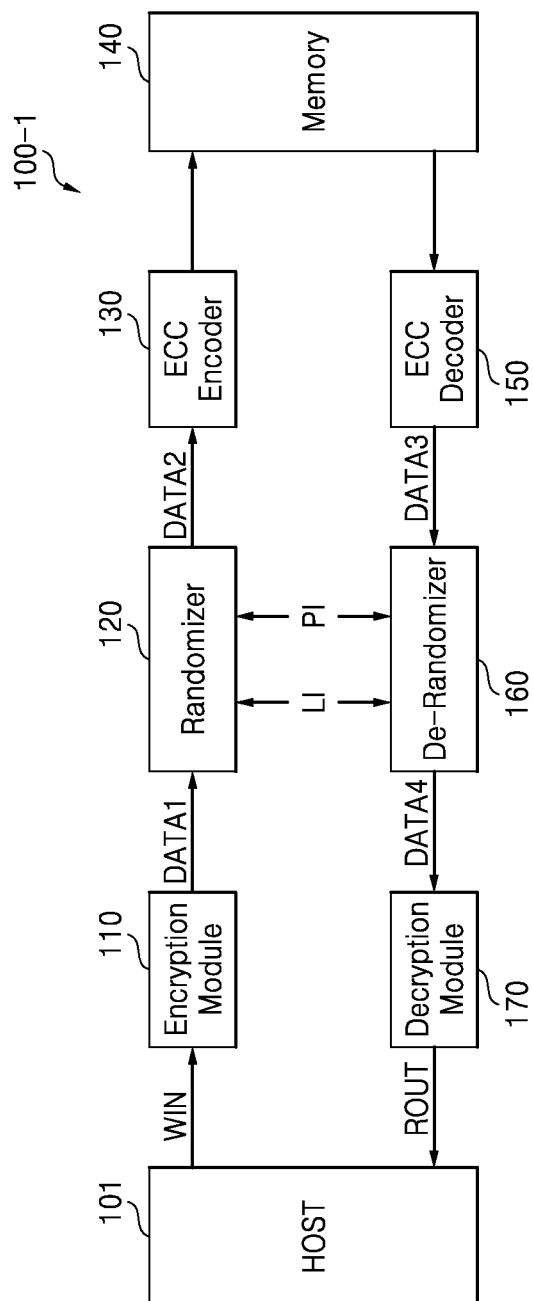 100-1
101
HOST
WIN
110
Encryption
Module
DATA1
120
Randomizer
DATA2
130
ECC
Encoder
140
Memory
LI
PI
ROUT
Decryption
Module
170
DATA4
De-Randomizer
160
DATA3
ECC
Decoder
150